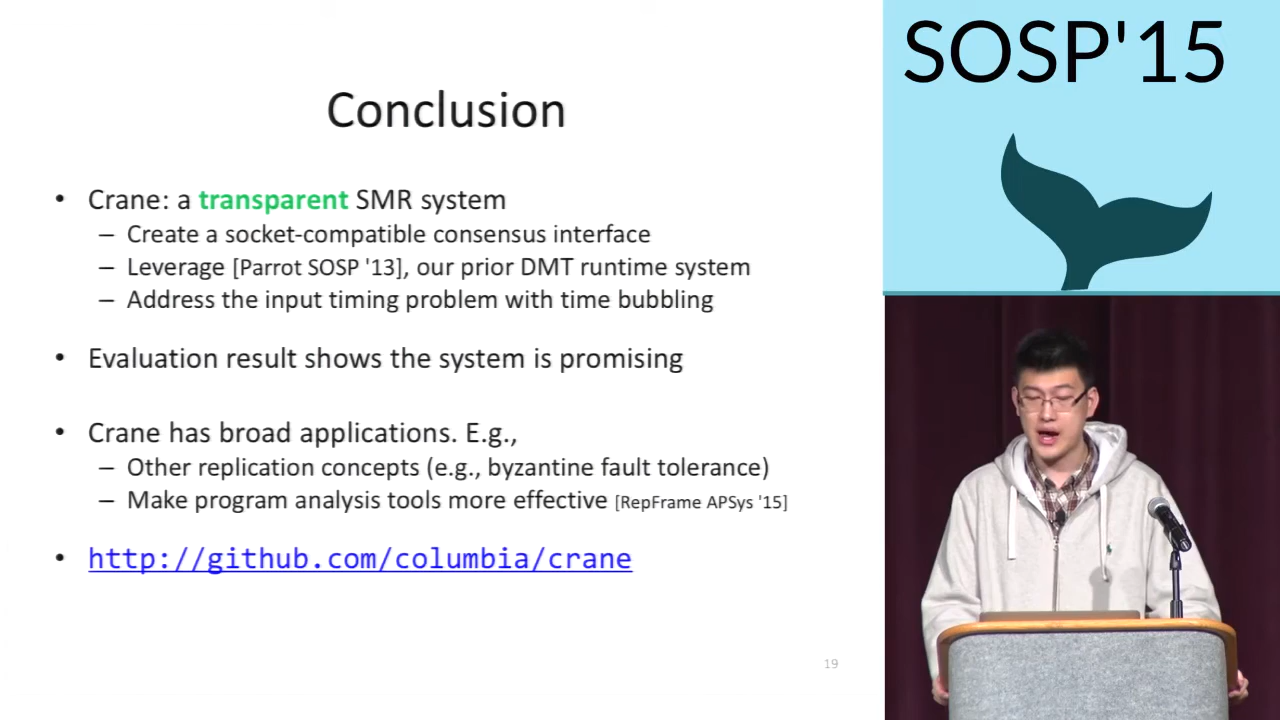 SOSP'15
Conclusion
• Crane: a transparent SMR system
– Create a socket-compatible consensus interface
– Leverage [Parrot SOSP '13], our prior DMT runtime system
– Address the input timing problem with time bubbling
• Evaluation result shows the system is promising
• Crane has broad applications. E.g.,
– Other replication concepts (e.g., byzantine fault tolerance)
– Make program analysis tools more effective [RepFrame APSys '15]
• http://github.com/columbia/crane
19